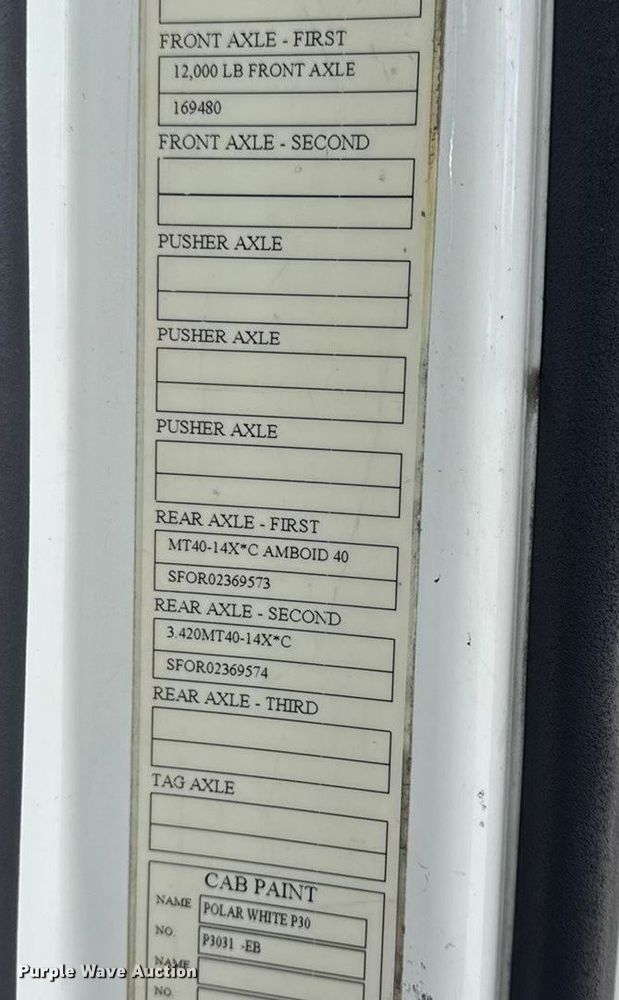 FRONT AXLE - FIRST
12,000 LB FRONT AXLE
169480
FRONT AXLE - SECOND
PUSHER AXLE
PUSHER AXLE
PUSHER AXLE
REAR AXLE - FIRST
MT40-14X*C AMBOID 40
SFOR02369573
REAR AXLE - SECOND
3.420MT40-14X*C
SFOR02369574
REAR AXLE - THIRD
TAG AXLE
CAB PAINT
NAME POLAR WHITE P30
NO. P3031 -EB
NAME
NO.
Purple Wave Auction